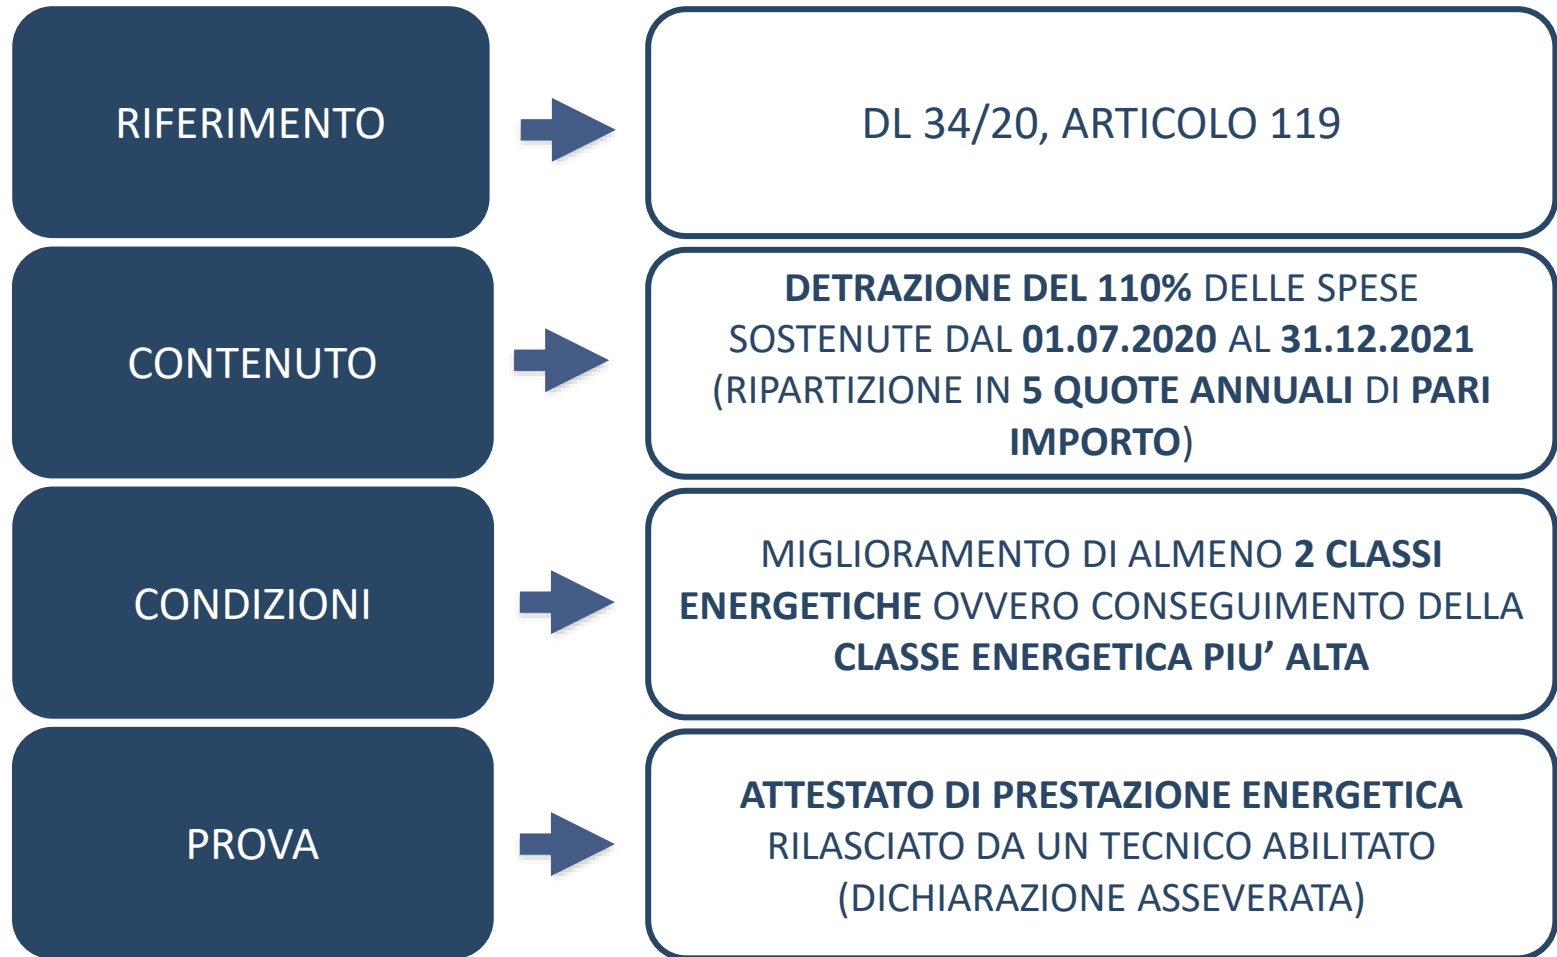 RIFERIMENTO
DL 34/20, ARTICOLO 119
CONTENUTO
DETRAZIONE DEL 110% DELLE SPESE
SOSTENUTE DAL 01.07.2020 AL 31.12.2021
(RIPARTIZIONE IN 5 QUOTE ANNUALI DI PARI
IMPORTO)
CONDIZIONI
MIGLIORAMENTO DI ALMENO 2 CLASSI
ENERGETICHE OVVERO CONSEGUIMENTO DELLA
CLASSE ENERGETICA PIU’ ALTA
PROVA
ATTESTATO DI PRESTAZIONE ENERGETICA
RILASCIATO DA UN TECNICO ABILITATO
(DICHIARAZIONE ASSEVERATA)